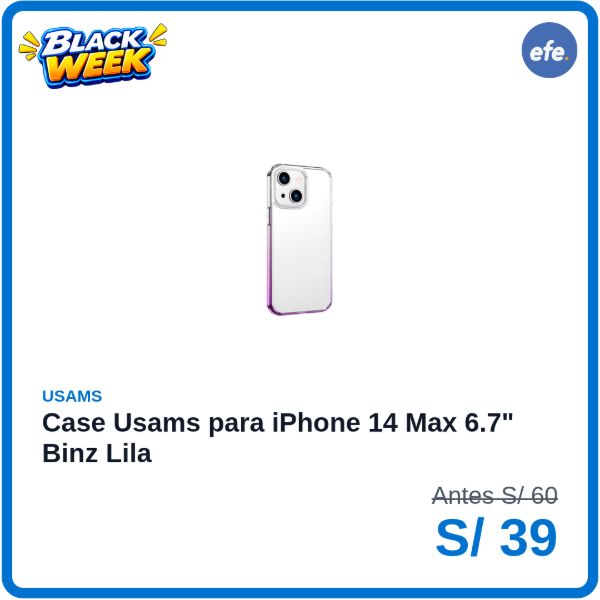 BLACK
WEEK
efe.
USAMS
Case Usams para iPhone 14 Max 6.7"
Binz Lila
Antes S/ 60
S/ 39